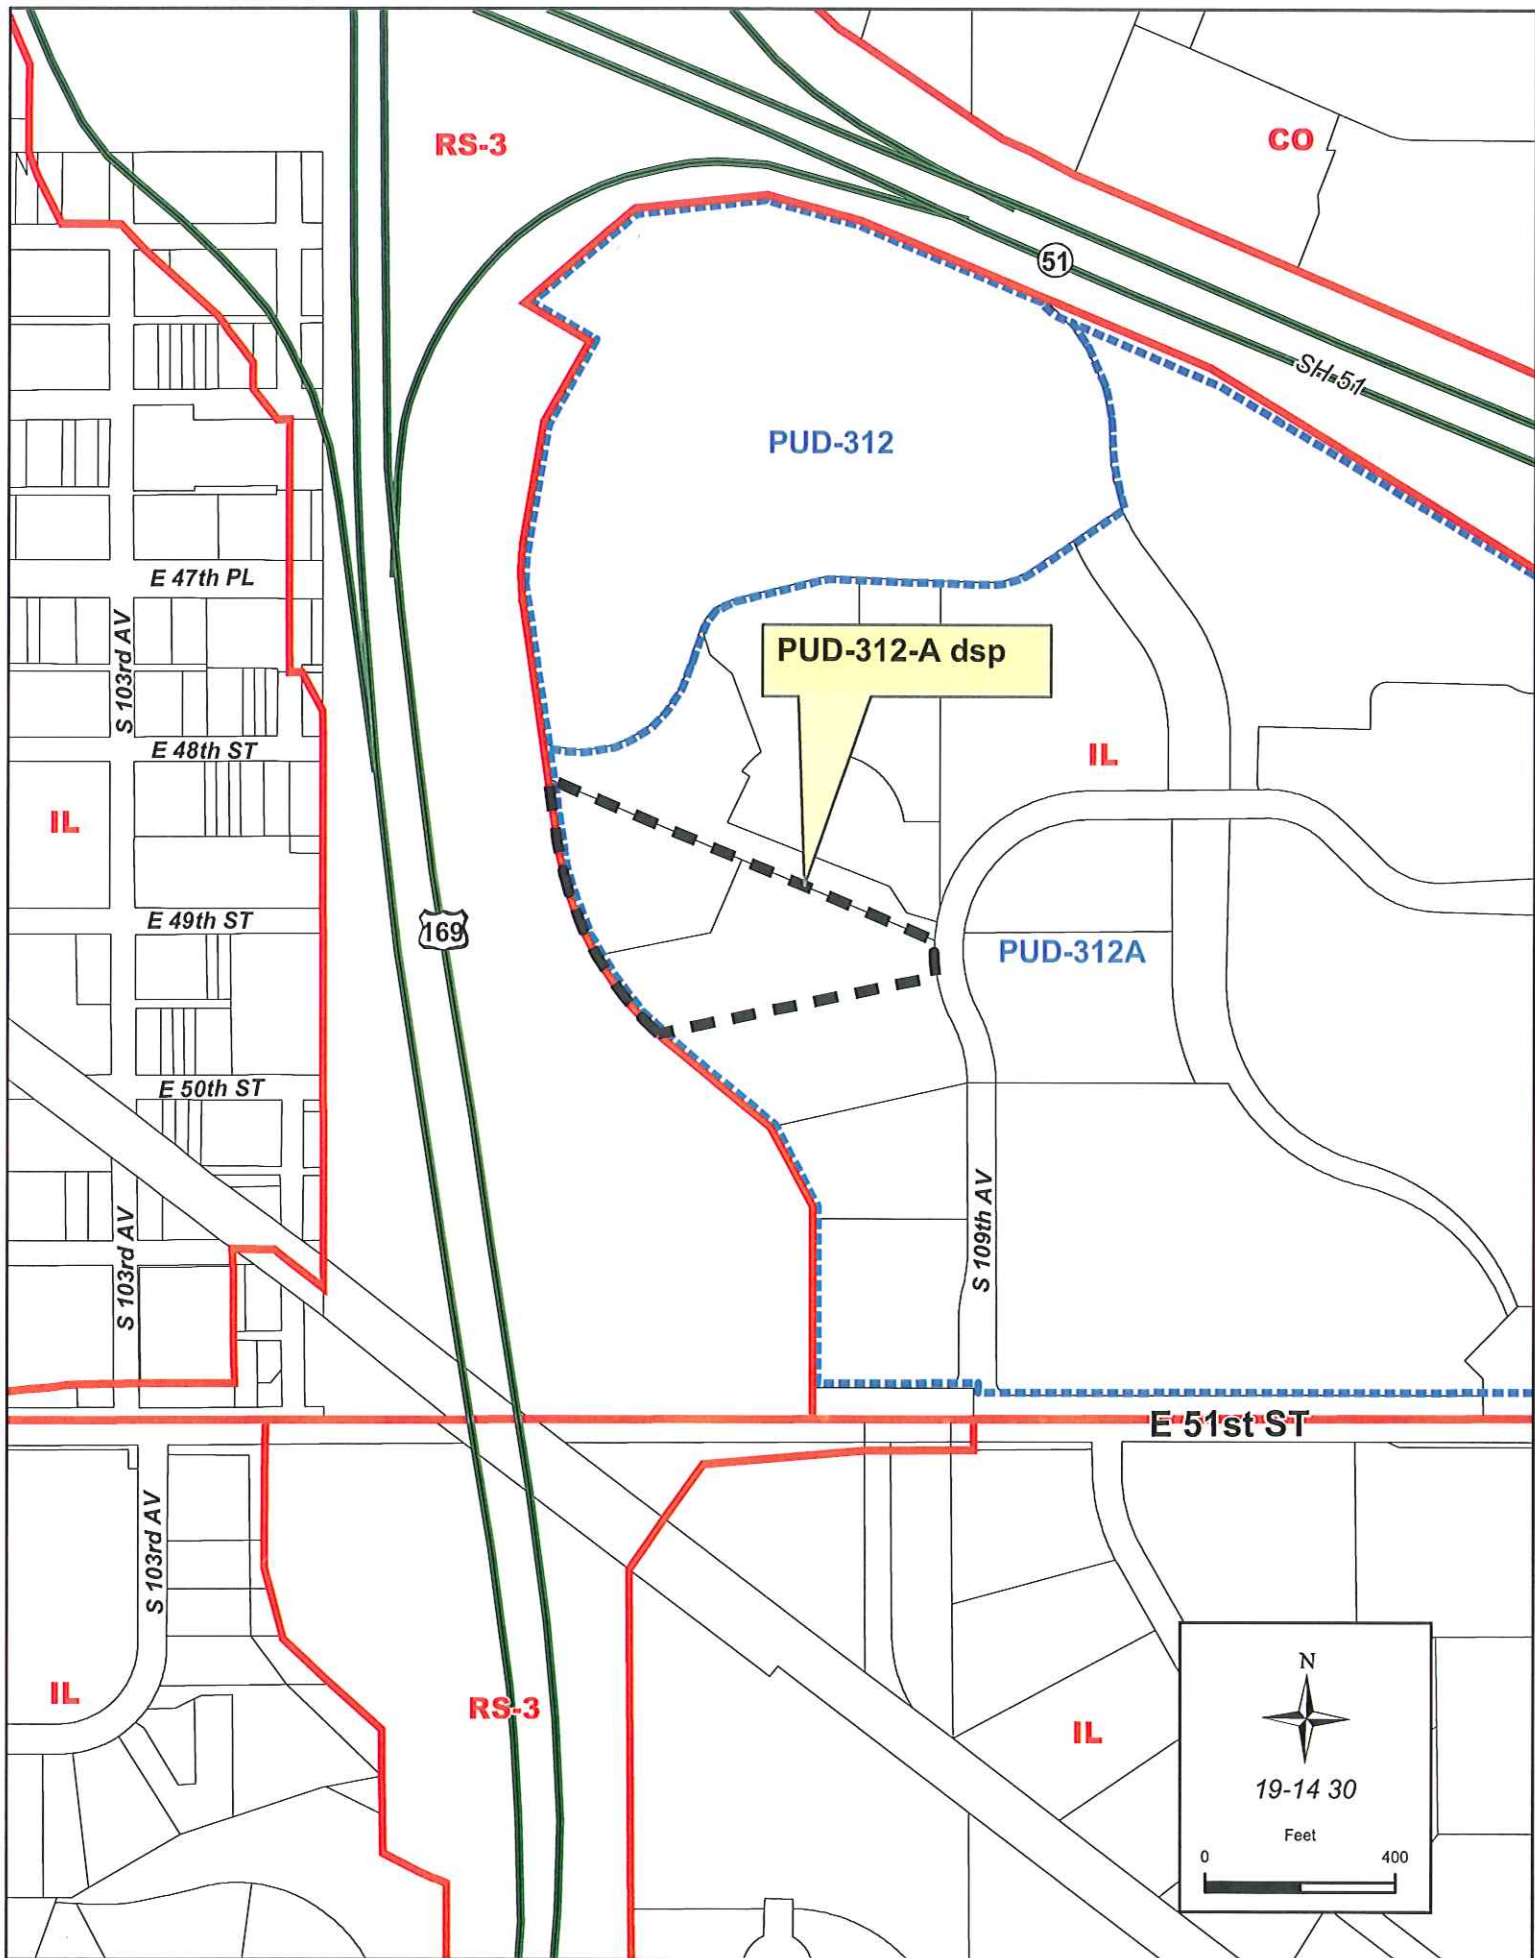 RS-3
CO
51
SH-51
PUD-312
E 47th PL
S 103rd AV
PUD-312-A dsp
E 48th ST
IL
IL
E 49th ST
169
PUD-312A
E 50th ST
S 103rd AV
S 109th AV
E 51st ST
S 103rd AV
IL
RS-3
IL
N
19-14 30
Feet
0 400